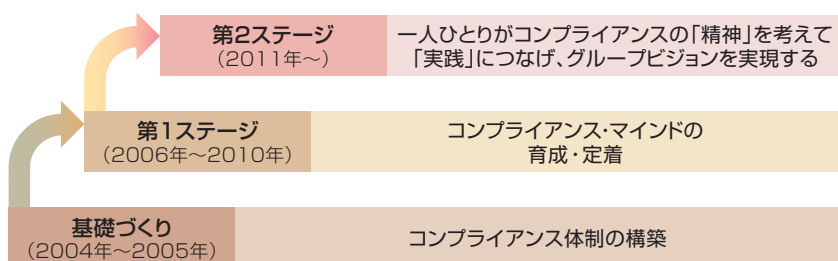 第2ステージ
（2011年～）
一人ひとりがコンプライアンスの「精神」を考えて
「実践」につなげ、グループビジョンを実現する
第1ステージ
（2006年～2010年）
コンプライアンス・マインドの
育成・定着
基礎づくり
（2004年～2005年）
コンプライアンス体制の構築